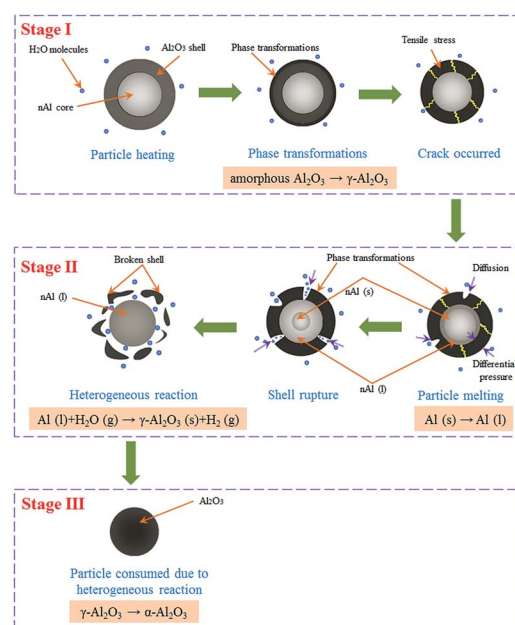 Stage I
H2O molecules
Al2O3 shell
nAl core
Particle heating
Phase transformations
Phase transformations
amorphous Al₂O₃ → γ-Al₂O₃
Tensile stress
Crack occurred
Stage II
Broken shell
nAl (l)
Heterogeneous reaction
Al (l)+H₂O (g) → γ-Al₂O₃ (s)+H₂ (g)
Phase transformations
nAl (s)
nAl (l)
Shell rupture
Diffusion
Differential
pressure
Particle melting
Al (s) → Al (l)
Stage III
Al2O3
Particle consumed due to
heterogeneous reaction
γ-Al₂O₃ → α-Al₂O₃